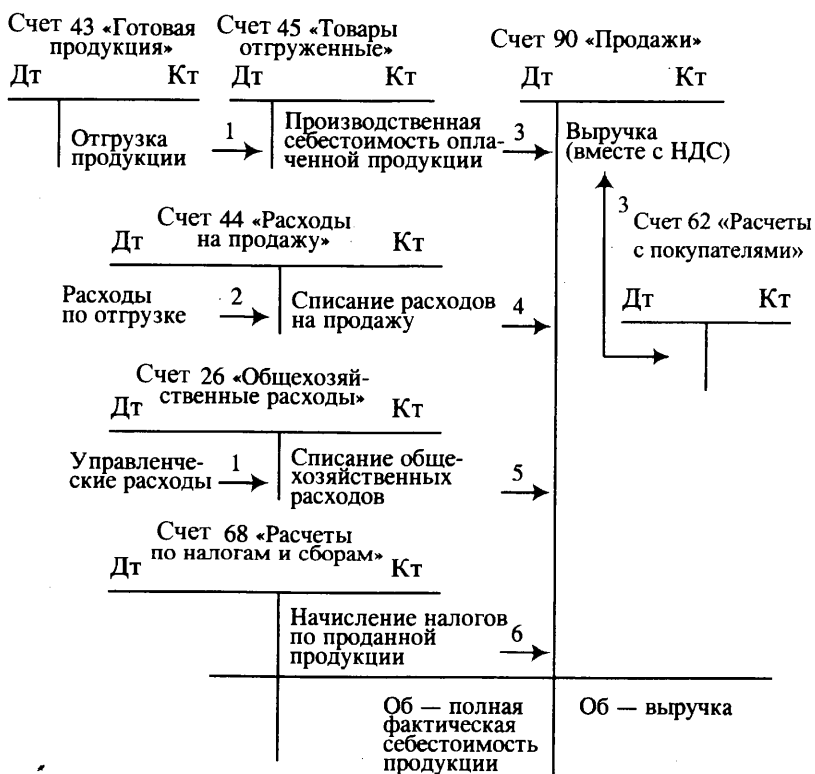 Счет 43 «Готовая
продукция»
Дт Кт
Счет 45 «Товары
отгруженные»
Дт Кт
Счет 90 «Продажи»
Дт Кт
Отгрузка
продукции
1
Производственная
себестоимость опла-
ченной продукции
3
Выручка
(вместе с НДС)
3
Счет 62 «Расчеты
с покупателями»
Дт Кт
Счет 44 «Расходы
на продажу»
Дт Кт
Расходы
по отгрузке
2
Списание расходов
на продажу
4
Счет 26 «Общехозяй-
ственные расходы»
Дт Кт
Управленче-
ские расходы
1
Списание обще-
хозяйственных
расходов
5
Счет 68 «Расчеты
по налогам и сборам»
Дт Кт
Начисление налогов
по проданной
продукции
6
Об — полная
фактическая
себестоимость
продукции
Об — выручка